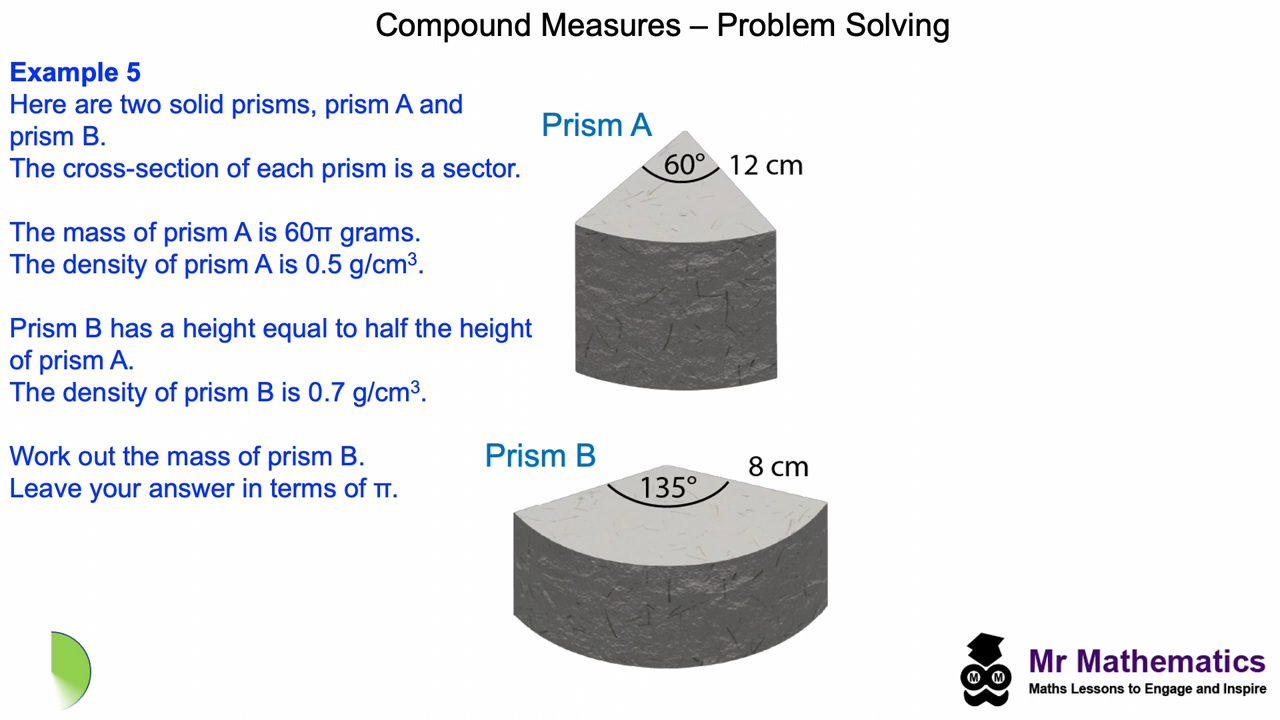 Compound Measures – Problem Solving
Example 5
Here are two solid prisms, prism A and
prism B.
The cross-section of each prism is a sector.
The mass of prism A is 60π grams.
The density of prism A is 0.5 g/cm³.
Prism B has a height equal to half the height
of prism A.
The density of prism B is 0.7 g/cm³.
Work out the mass of prism B.
Leave your answer in terms of π.
Prism A
60°
12 cm
Prism B
8 cm
135°
M M
Mr Mathematics
Maths Lessons to Engage and Inspire